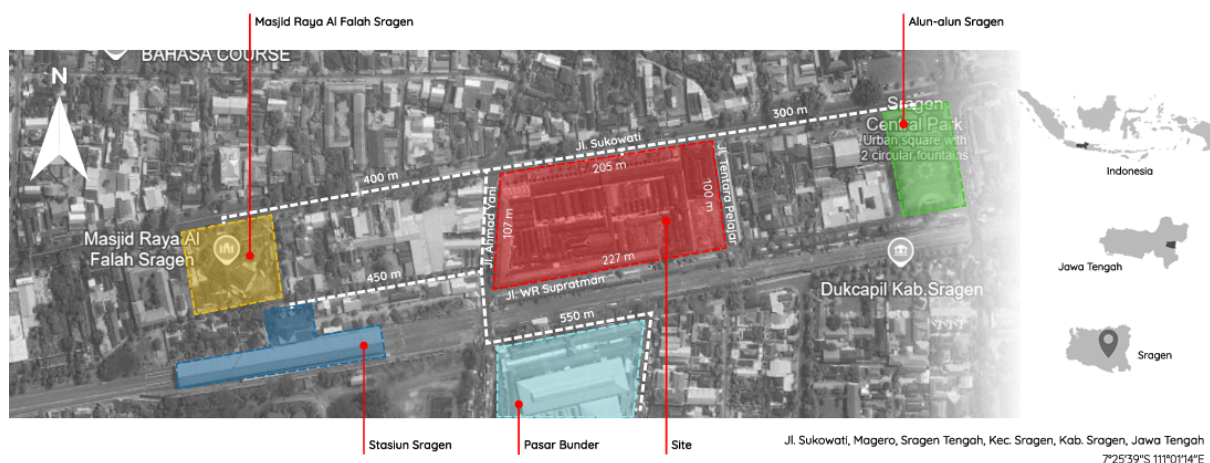 Masjid Raya Al Falah Sragen
Alun-alun Sragen
BAHASA COURSE
N
Sragen
Central Park
Urban square with
2 circular fountains
300 m
Jl. Sukowati
400 m
205 m
Jl. Tentara Pelajar
100 m
Jl. Ahmad Yani
107 m
Masjid Raya Al
Falah Sragen
450 m
227 m
Jl. WR Supratman
Dukcapil Kab.Sragen
550 m
Indonesia
Jawa Tengah
Sragen
Stasiun Sragen
Pasar Bunder
Site
Jl. Sukowati, Magero, Sragen Tengah, Kec. Sragen, Kab. Sragen, Jawa Tengah
7°25'39"S 111°01'14"E